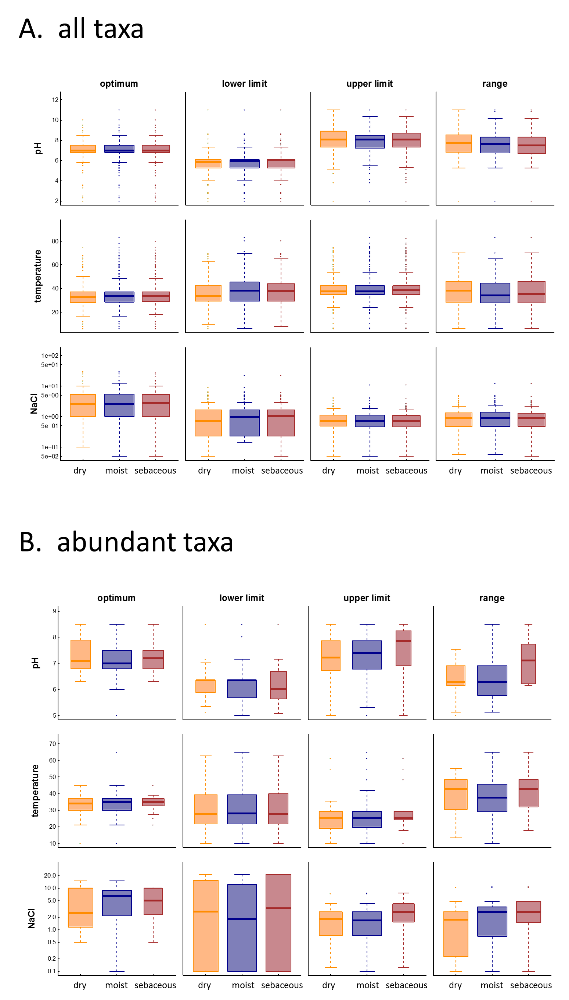 A. all taxa
optimum lower limit upper limit range
pH
12
10
8
6
4
2
temperature
80
60
40
20
NaCl
1e+02
5e+01
1e+01
5e+00
1e+00
5e−01
1e−01
5e−02
dry moist sebaceous dry moist sebaceous dry moist sebaceous dry moist sebaceous
B. abundant taxa
optimum lower limit upper limit range
pH
9
8
7
6
5
temperature
70
60
50
40
30
20
10
NaCl
20.0
10.0
5.0
2.0
1.0
0.5
0.2
0.1
dry moist sebaceous dry moist sebaceous dry moist sebaceous dry moist sebaceous